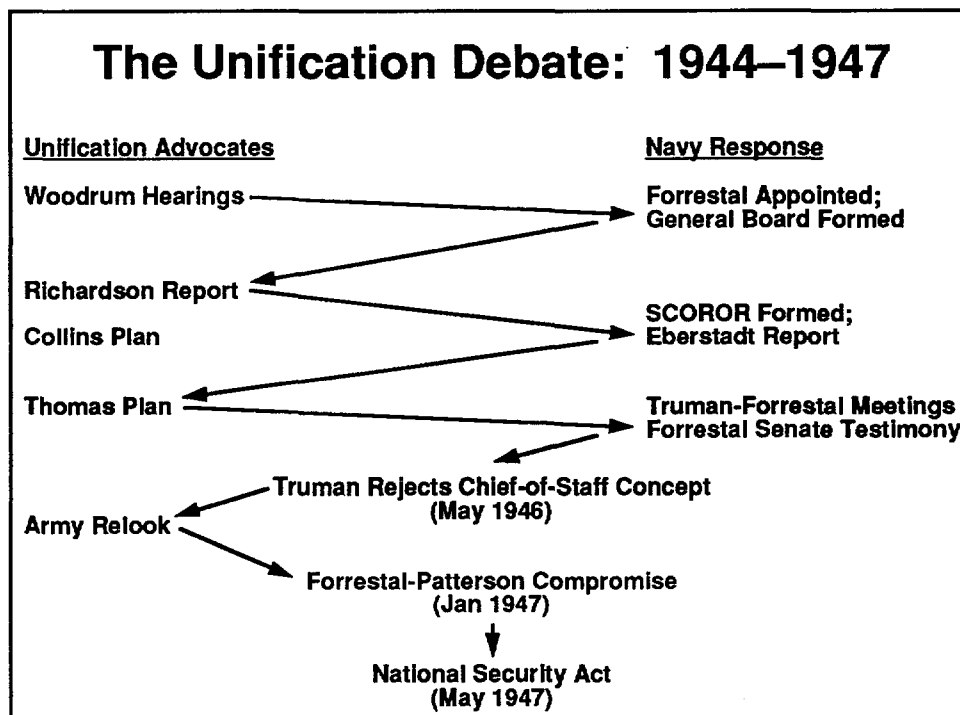 The Unification Debate: 1944–1947
Unification Advocates
Navy Response
Woodrum Hearings
Forrestal Appointed;
General Board Formed
Richardson Report
SCOROR Formed;
Eberstadt Report
Collins Plan
Thomas Plan
Truman-Forrestal Meetings
Forrestal Senate Testimony
Truman Rejects Chief-of-Staff Concept
(May 1946)
Army Relook
Forrestal-Patterson Compromise
(Jan 1947)
National Security Act
(May 1947)